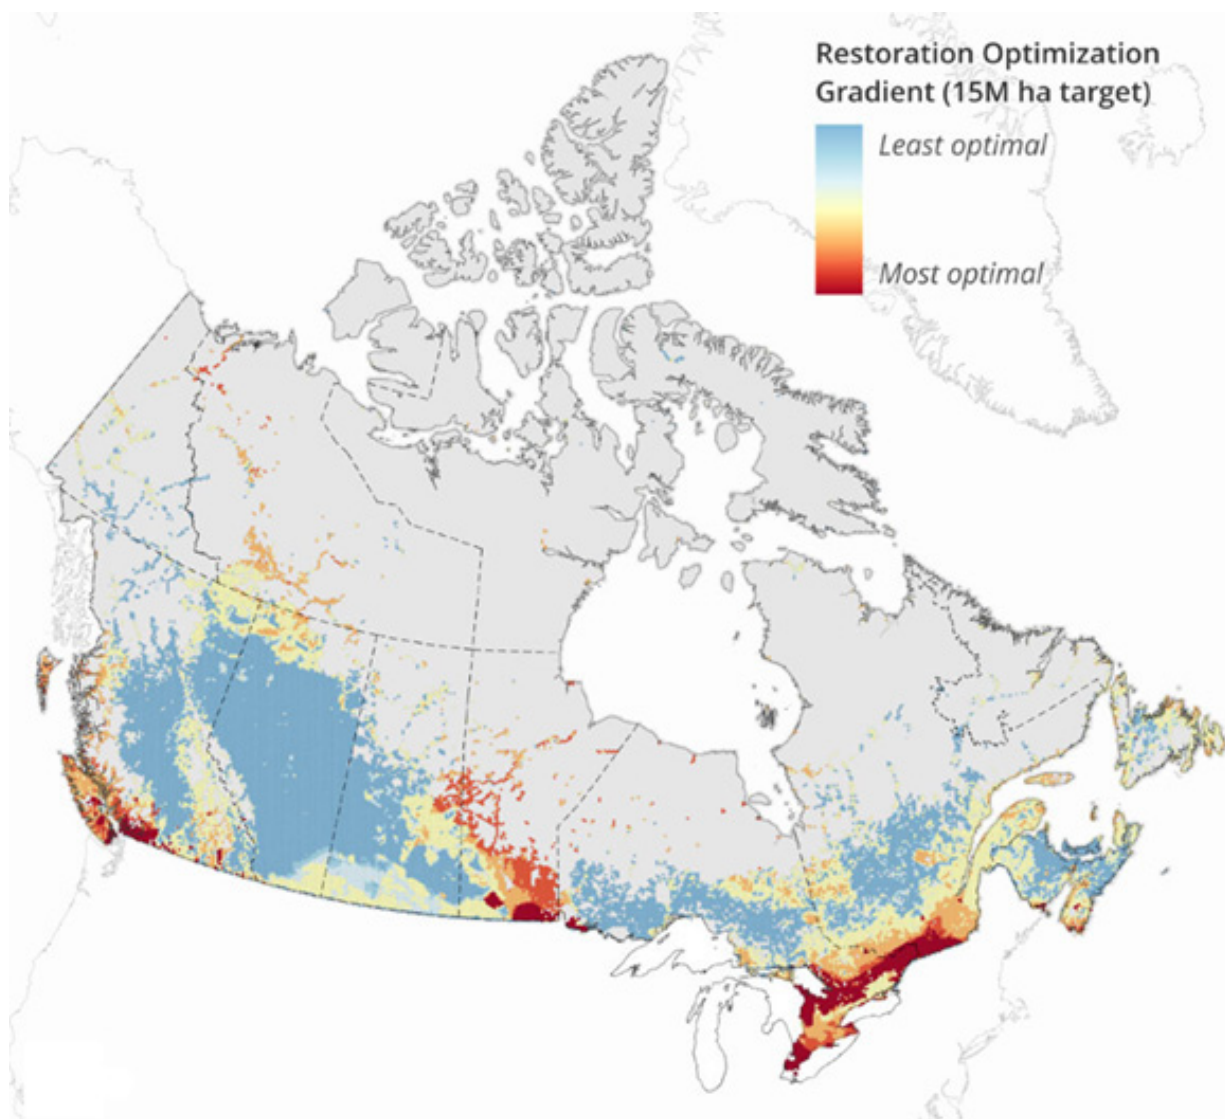 Restoration Optimization
Gradient (15M ha target)
Least optimal
Most optimal